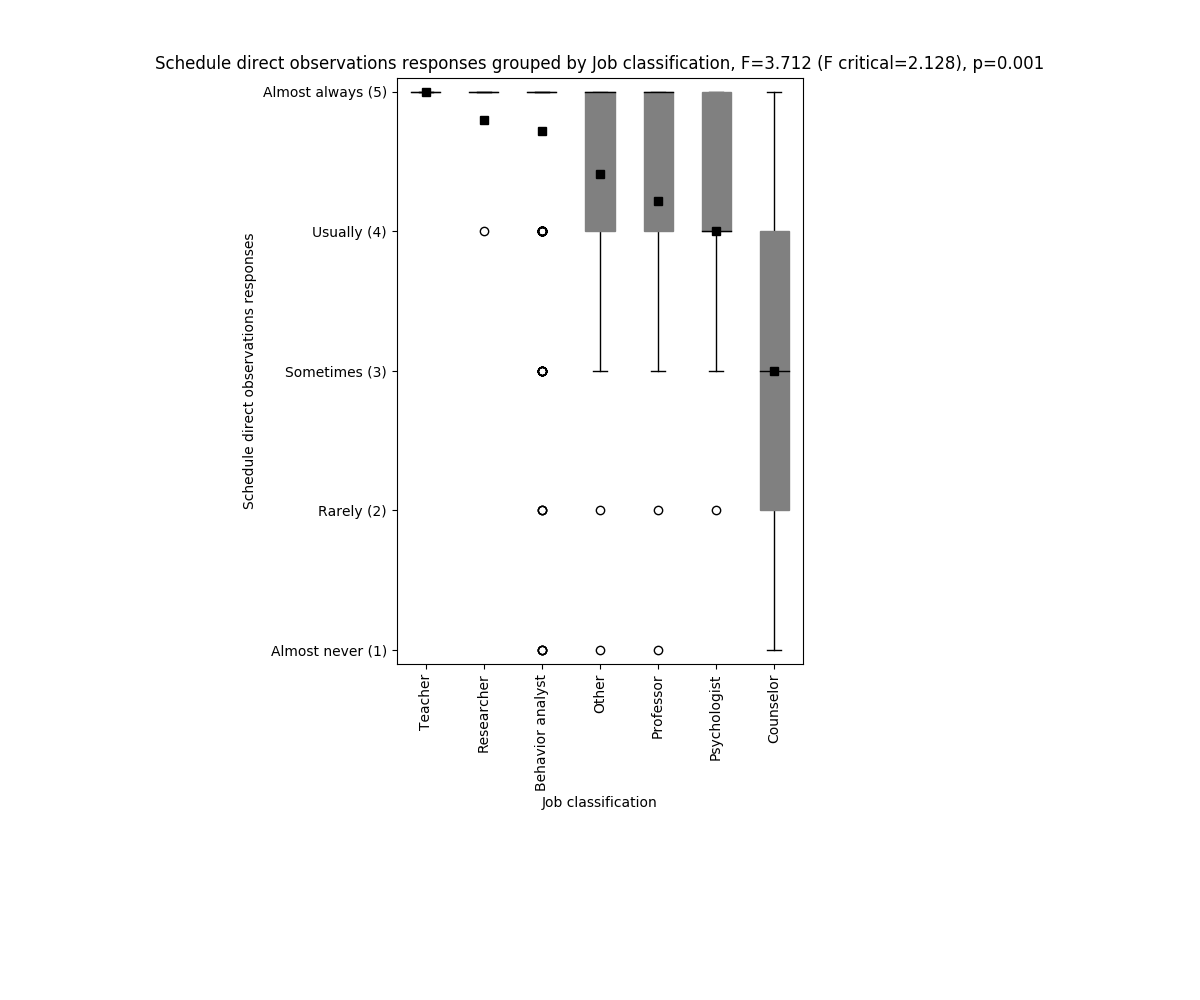 Schedule direct observations responses grouped by Job classification, F=3.712 (F critical=2.128), p=0.001
Almost always (5)
Usually (4)
Sometimes (3)
Rarely (2)
Almost never (1)
Schedule direct observations responses
Teacher
Researcher
Behavior analyst
Other
Professor
Psychologist
Counselor
Job classification